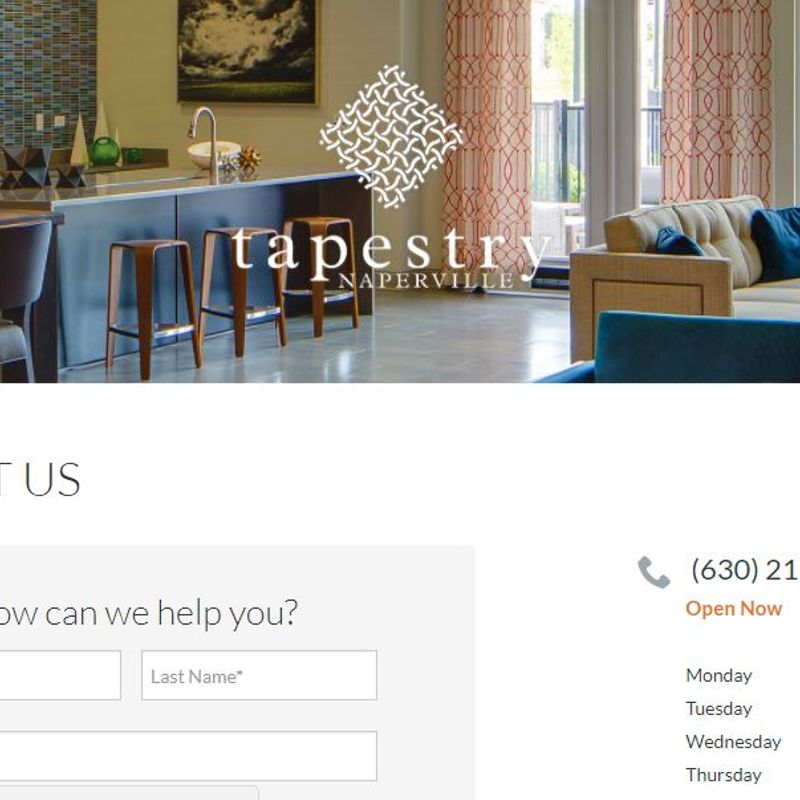 tapestry
NAPERVILLE
T US
ow can we help you?
Last Name*
(630) 21
Open Now
Monday
Tuesday
Wednesday
Thursday